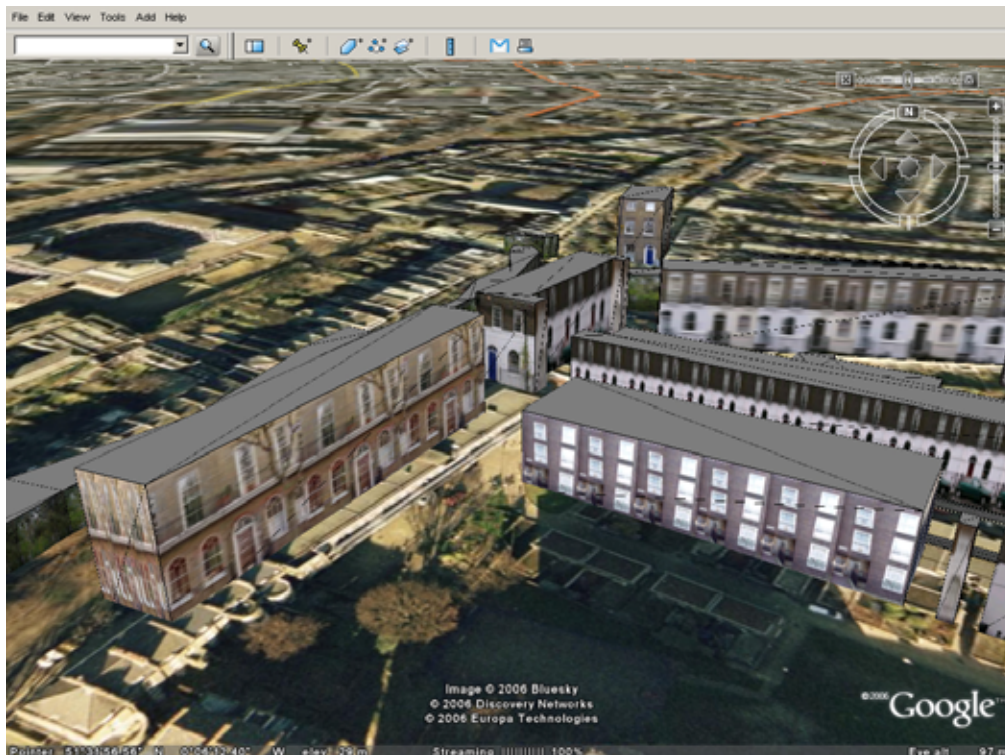 File Edit View Tools Add Help
N
Image © 2006 Bluesky
© 2006 Discovery Networks
© 2006 Europa Technologies
©2006 Google
Streaming 100%